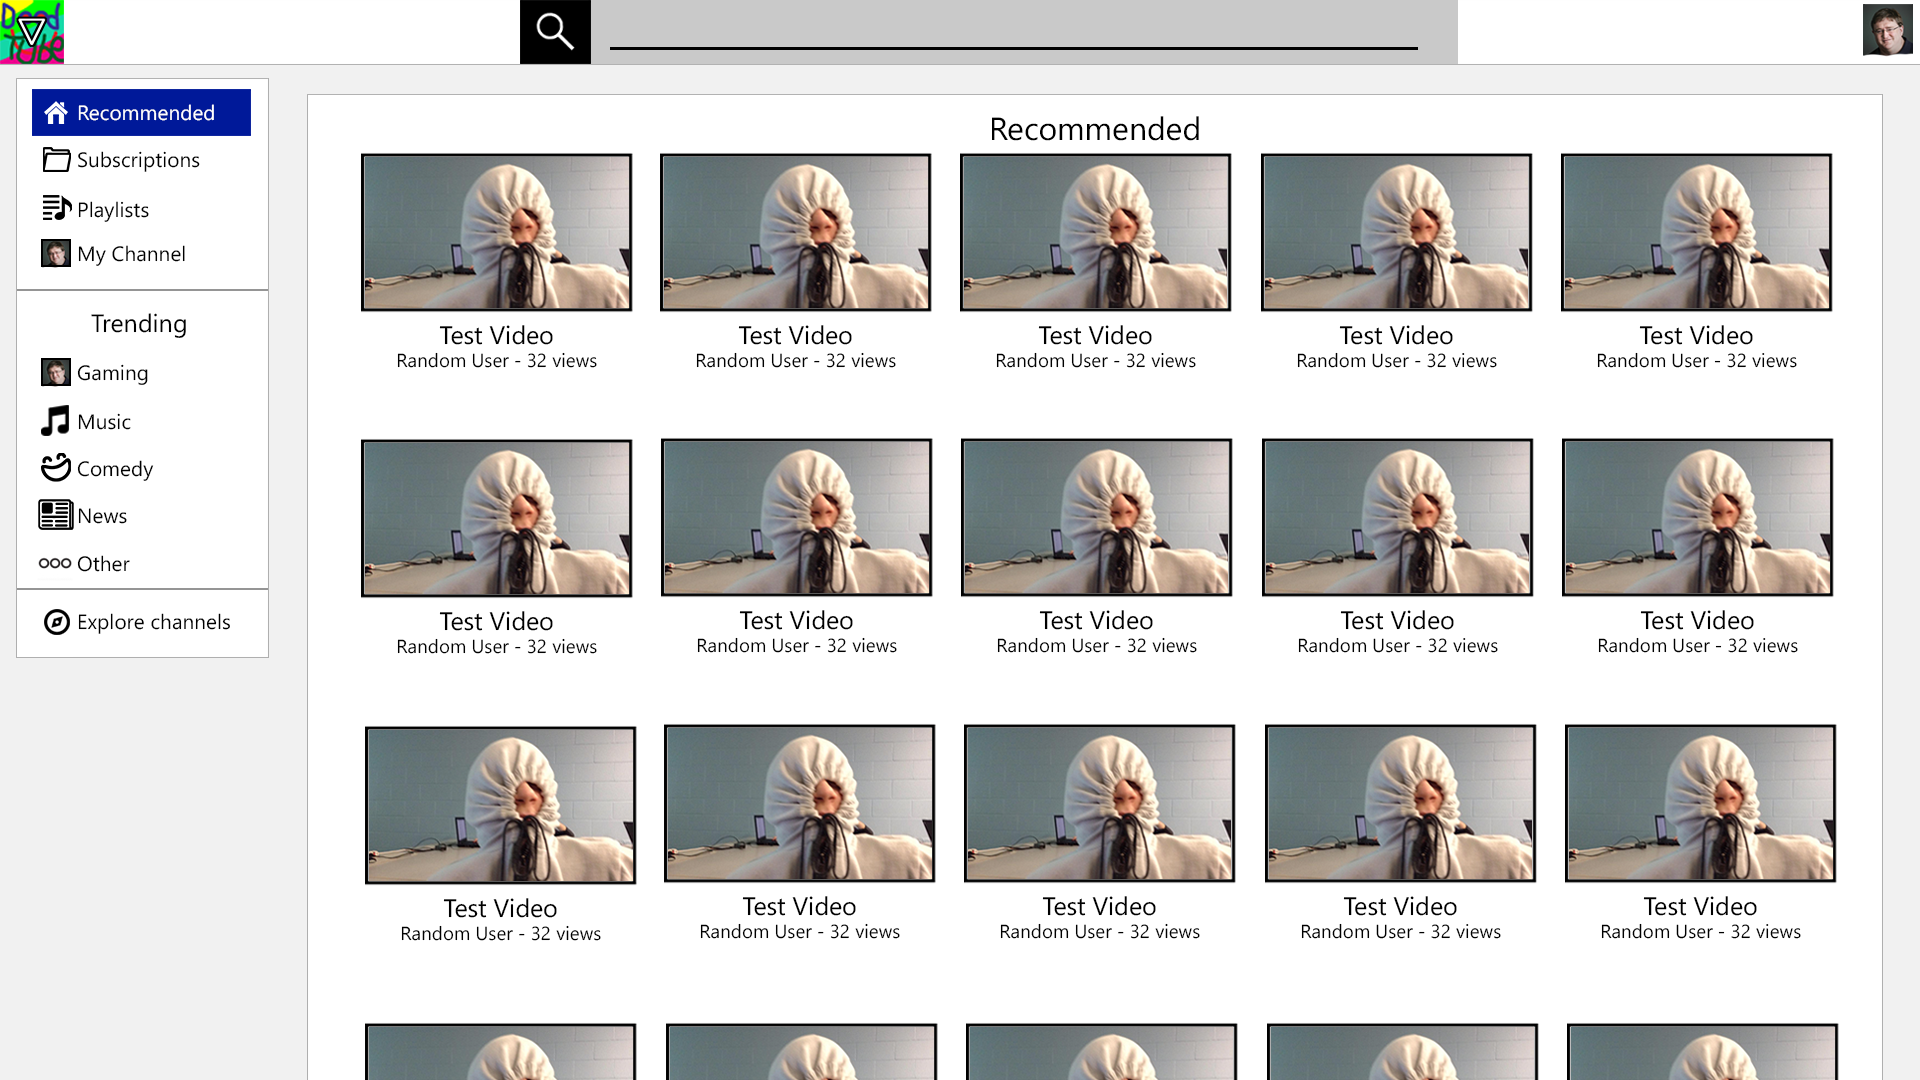 Dood
tube
Recommended
Subscriptions
Playlists
My Channel
Trending
Gaming
Music
Comedy
News
Other
Explore channels
Recommended
Test Video
Random User - 32 views
Test Video
Random User - 32 views
Test Video
Random User - 32 views
Test Video
Random User - 32 views
Test Video
Random User - 32 views
Test Video
Random User - 32 views
Test Video
Random User - 32 views
Test Video
Random User - 32 views
Test Video
Random User - 32 views
Test Video
Random User - 32 views
Test Video
Random User - 32 views
Test Video
Random User - 32 views
Test Video
Random User - 32 views
Test Video
Random User - 32 views
Test Video
Random User - 32 views